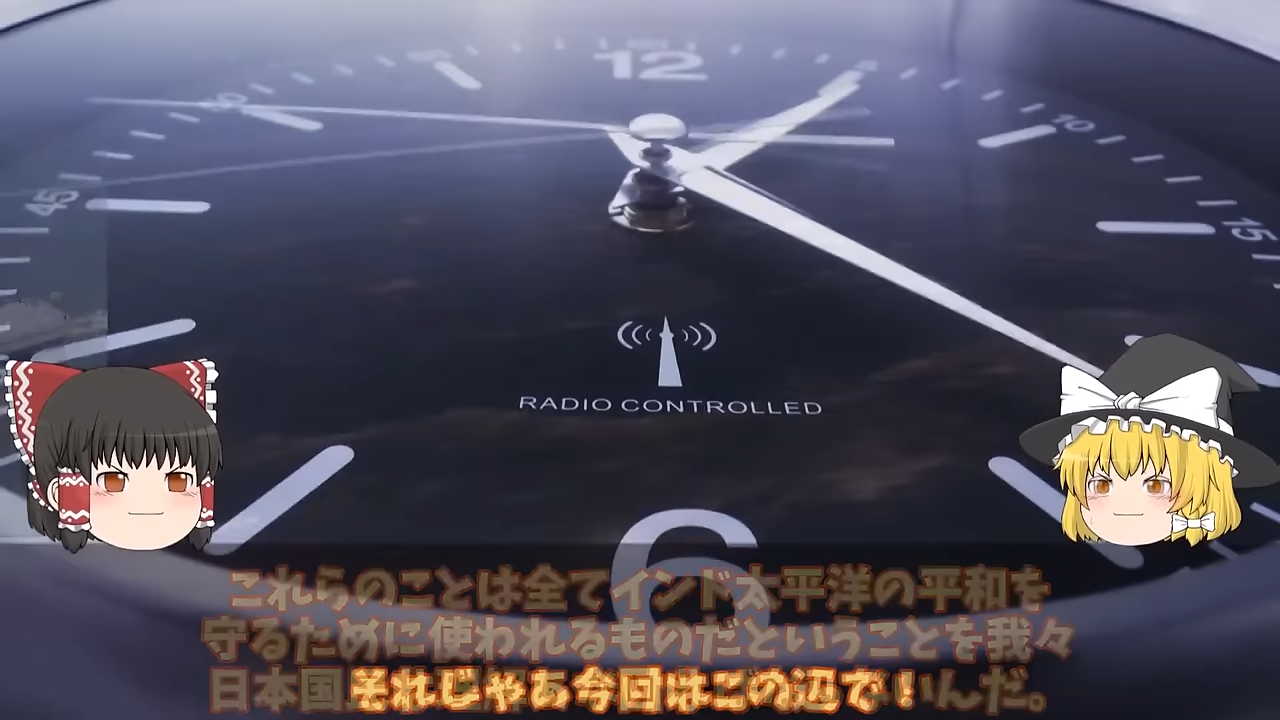 12
10
15
45
50
RADIO CONTROLLED
6
これらのことは全てインド太平洋の平和を
守るために使われるものだということを我々
日本国
いんだ。
それじゃあ今回はこの辺で！